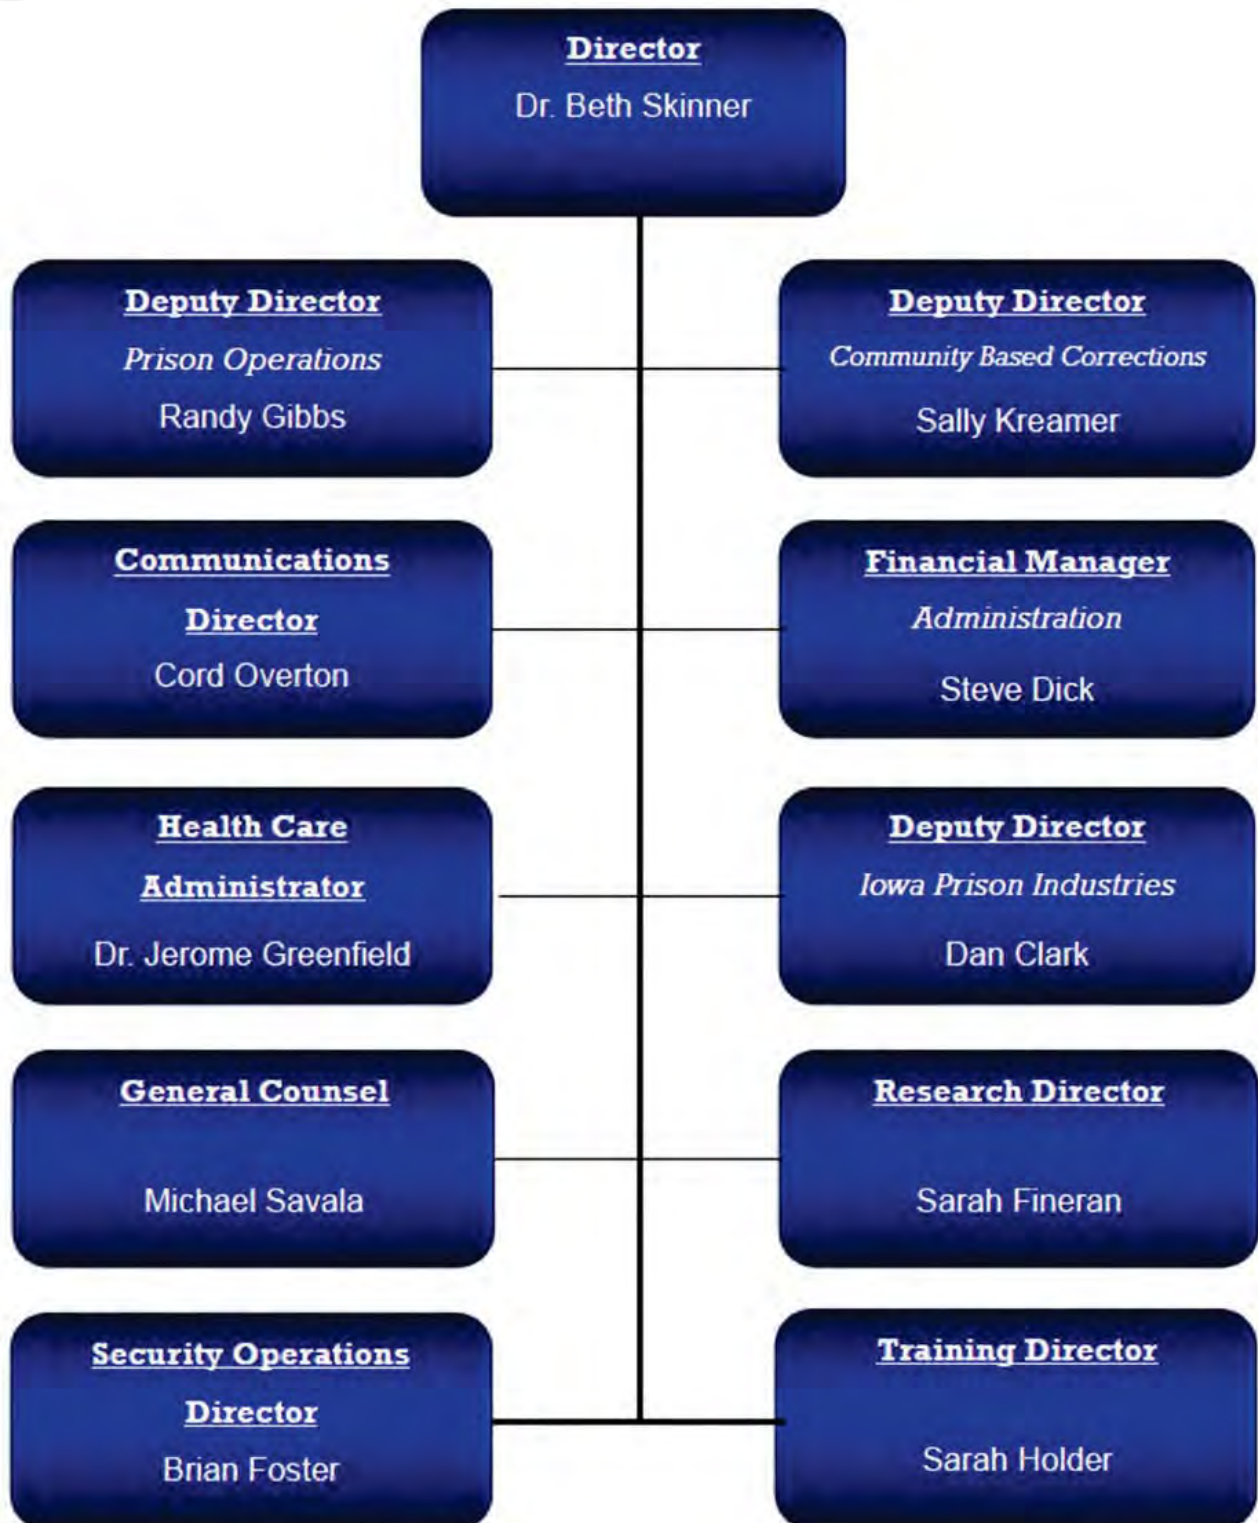 Director
Dr. Beth Skinner
Deputy Director
Prison Operations
Randy Gibbs
Deputy Director
Community Based Corrections
Sally Kreamer
Communications
Director
Cord Overton
Financial Manager
Administration
Steve Dick
Health Care
Administrator
Dr. Jerome Greenfield
Deputy Director
Iowa Prison Industries
Dan Clark
General Counsel
Michael Savala
Research Director
Sarah Fineran
Security Operations
Director
Brian Foster
Training Director
Sarah Holder